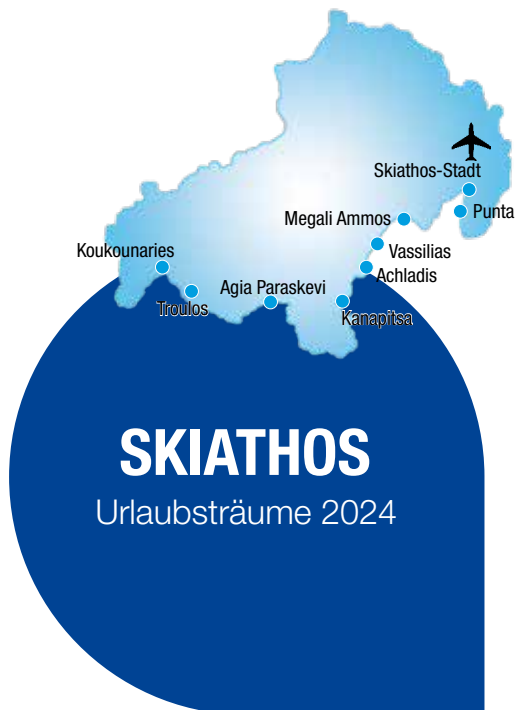 Skiathos-Stadt
Punta
Megali Ammos
Vassilias
Koukounaries
Achladis
Agia Paraskevi
Troulos
Kanapitsa
SKIATHOS
Urlaubsträume 2024